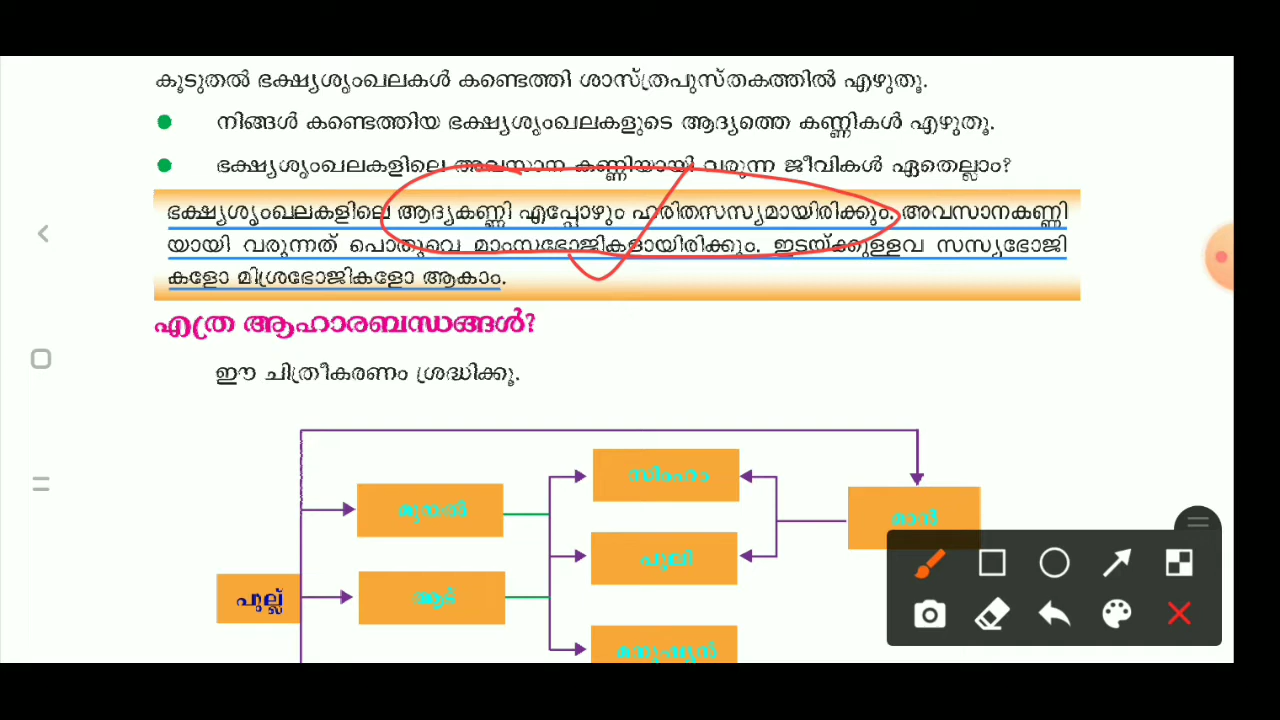 കൂടുതൽ ഭക്ഷ്യശൃംഖലകൾ കണ്ടെത്തി ശാസ്ത്രപുസ്തകത്തിൽ എഴുതൂ.
നിങ്ങൾ കണ്ടെത്തിയ ഭക്ഷ്യശൃംഖലകളുടെ ആദ്യത്തെ കണ്ണികൾ എഴുതൂ.
ഭക്ഷ്യശൃംഖലകളിലെ അവസാന കണ്ണിയായി വരുന്ന ജീവികൾ ഏതെല്ലാം?
ഭക്ഷ്യശൃംഖലകളിലെ ആദ്യകണ്ണി എപ്പോഴും ഹരിതസസ്യമായിരിക്കും. അവസാനകണ്ണി
യായി വരുന്നത് പൊതുവെ മാംസഭോജികളായിരിക്കും. ഇടയ്ക്കുള്ളവ സസ്യഭോജി
കളോ മിശ്രഭോജികളോ ആകാം.
എത്ര ആഹാരബന്ധങ്ങൾ?
ഈ ചിത്രീകരണം ശ്രദ്ധിക്കൂ.
സിംഹം
മുയൽ
മാൻ
പുലി
ആട്
പുല്ല്
മനുഷ്യൻ